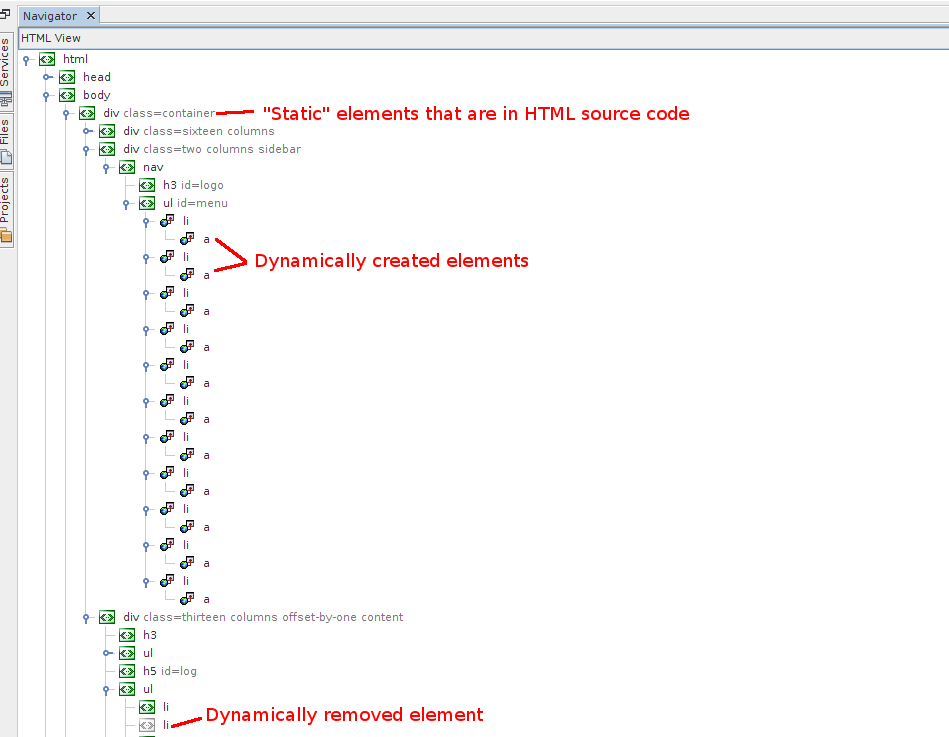 Navigator
HTML View
Services
Files
Projects
html
head
body
div class=container
"Static" elements that are in HTML source code
div class=sixteen columns
div class=two columns sidebar
nav
h3 id=logo
ul id=menu
li
a
Dynamically created elements
li
a
li
a
li
a
li
a
li
a
li
a
li
a
li
a
li
a
li
a
div class=thirteen columns offset-by-one content
h3
ul
h5 id=log
ul
li
Dynamically removed element
li